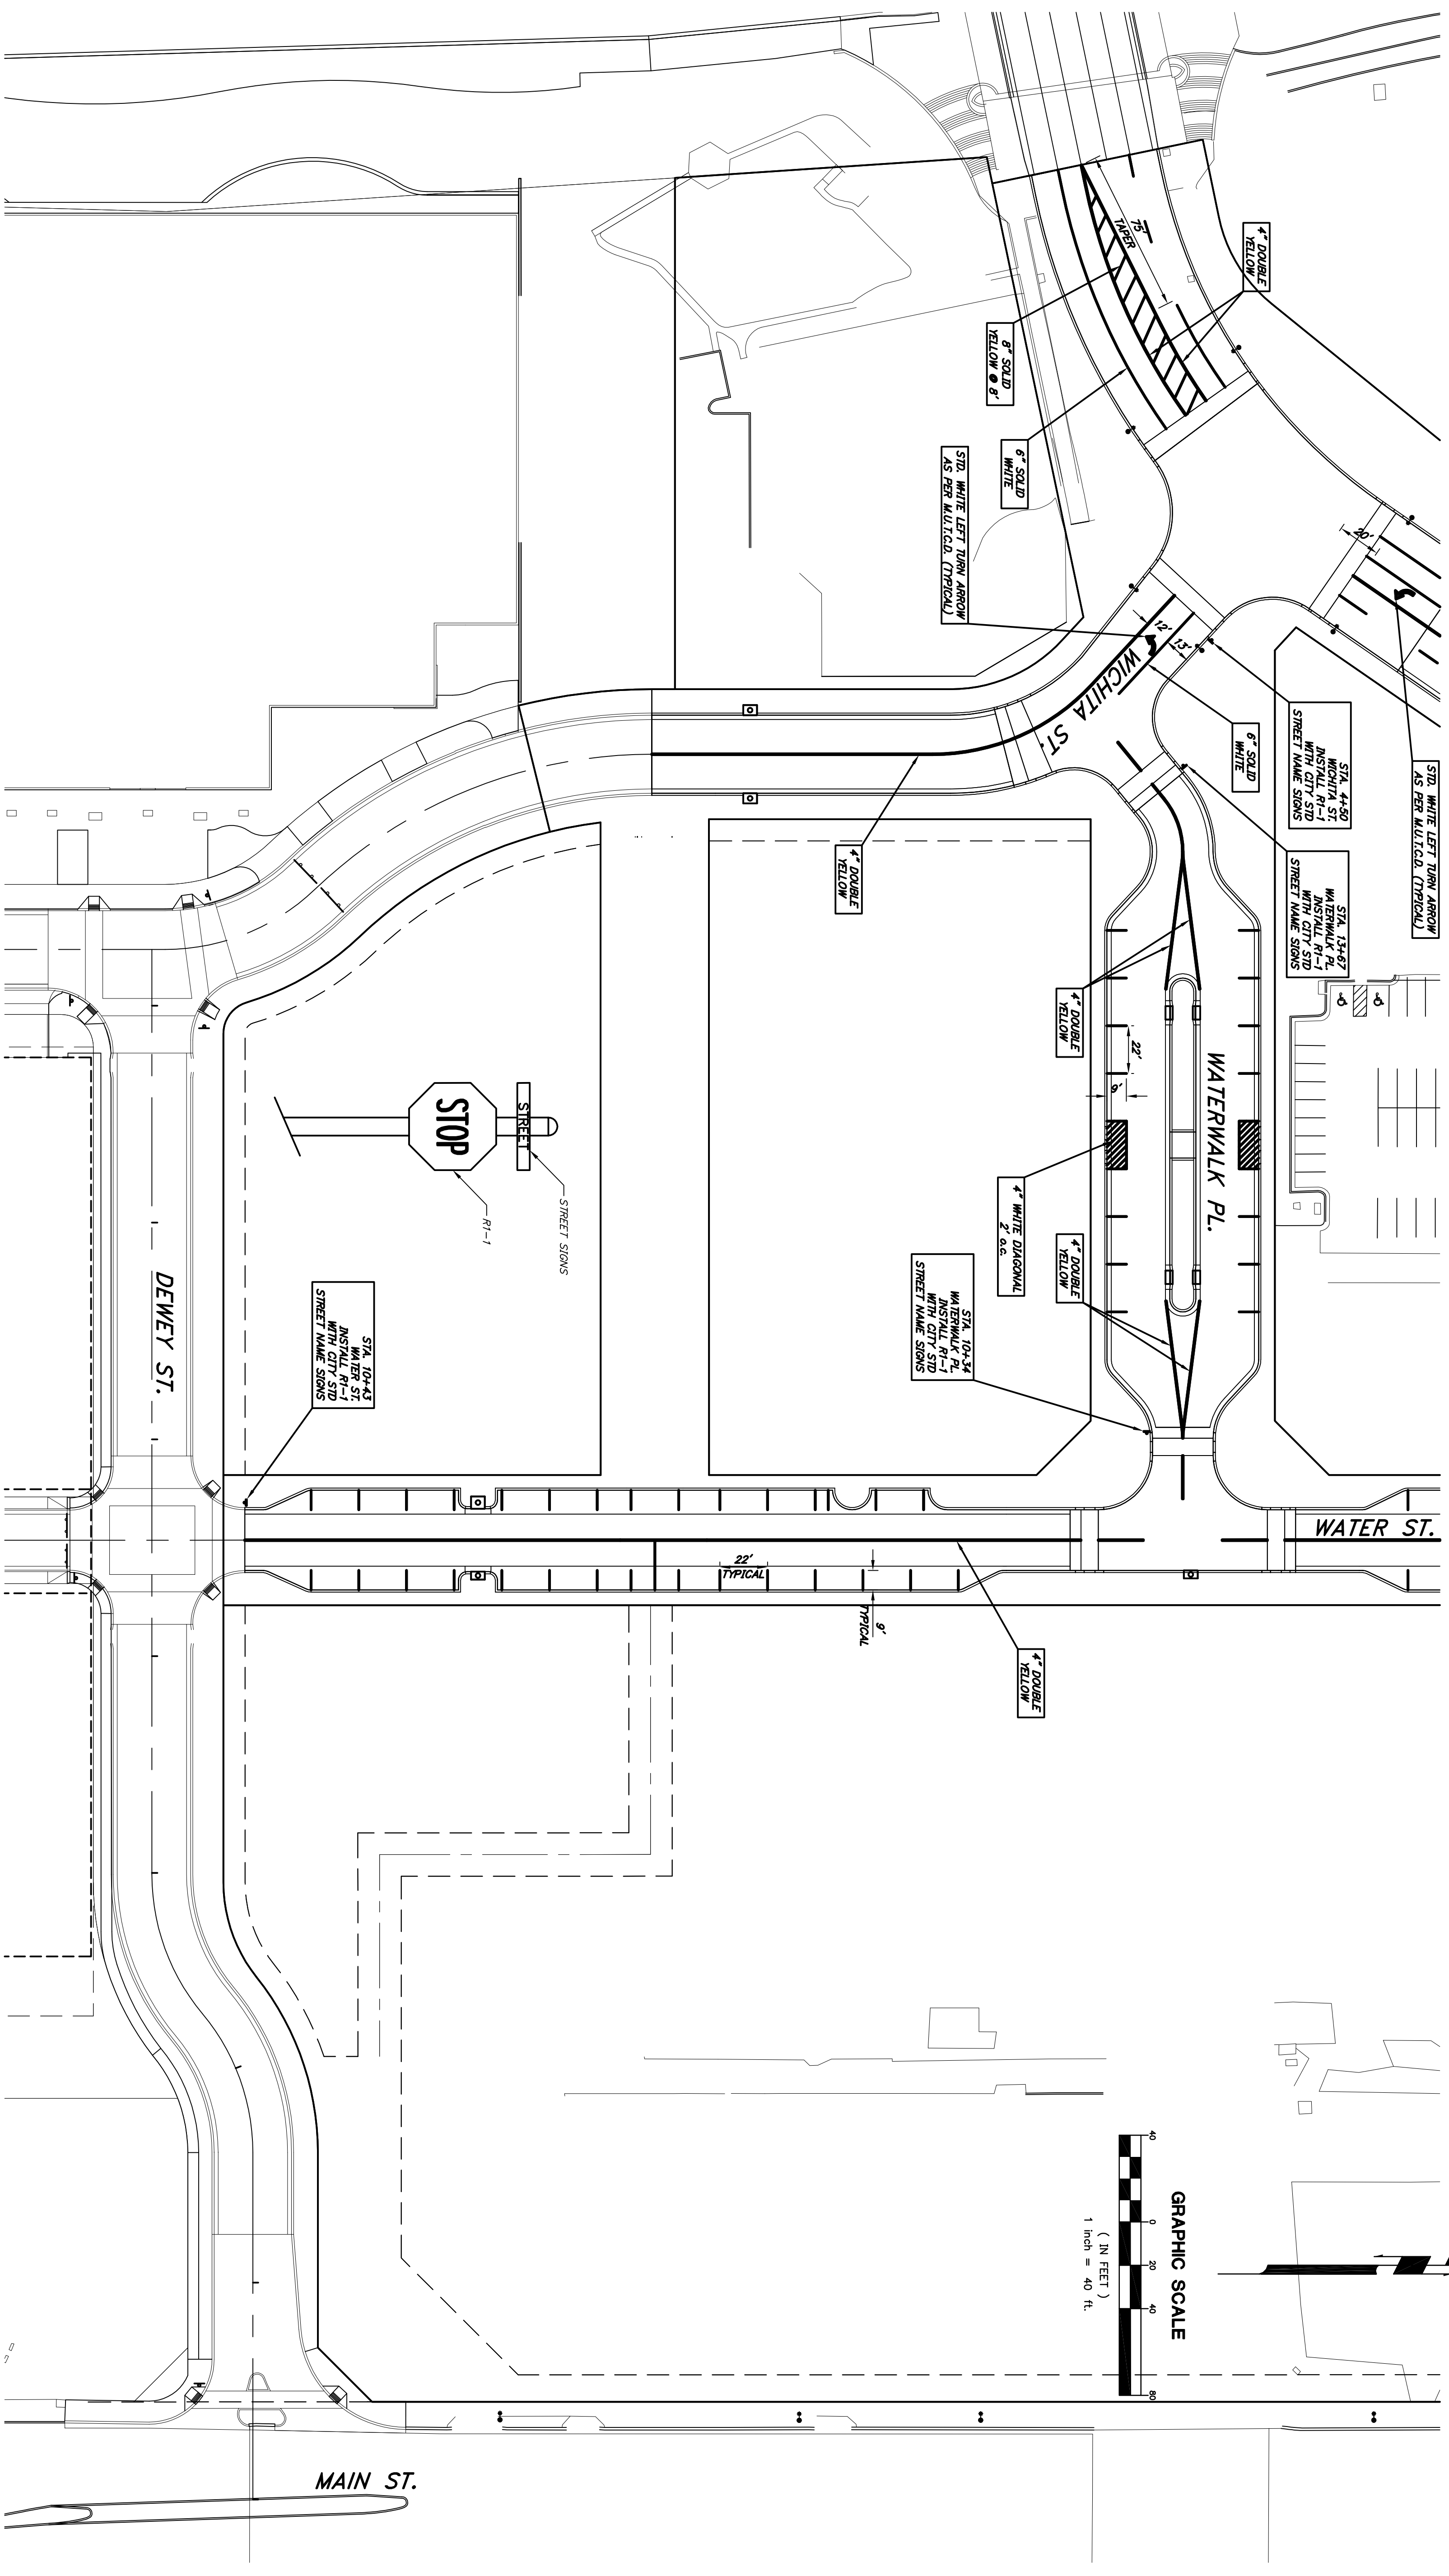 4" DOUBLE
YELLOW
75'
TAPER
8" SOLID
YELLOW @ 8'
6" SOLID
WHITE
STD. WHITE LEFT TURN ARROW
AS PER M.U.T.C.D. (TYPICAL)
20'
12'
13'
WICHITA ST.
STA. 4+50
WICHITA ST.
INSTALL R1-1
WITH CITY STD
STREET NAME SIGNS
6" SOLID
WHITE
STD. WHITE LEFT TURN ARROW
AS PER M.U.T.C.D. (TYPICAL)
STA. 13+67
WATERWALK PL.
INSTALL R1-1
WITH CITY STD
STREET NAME SIGNS
4" DOUBLE
YELLOW
4" DOUBLE
YELLOW
22'
9'
WATERWALK PL.
4" WHITE DIAGONAL
2' o.c.
4" DOUBLE
YELLOW
STA. 10+34
WATERWALK PL.
INSTALL R1-1
WITH CITY STD
STREET NAME SIGNS
STREET
STOP
STREET SIGNS
R1-1
STA. 10+43
WATER ST.
INSTALL R1-1
WITH CITY STD
STREET NAME SIGNS
DEWEY ST.
WATER ST.
22'
TYPICAL
9'
TYPICAL
4" DOUBLE
YELLOW
GRAPHIC SCALE
40
0
20
40
80
( IN FEET )
1 inch = 40 ft.
MAIN ST.